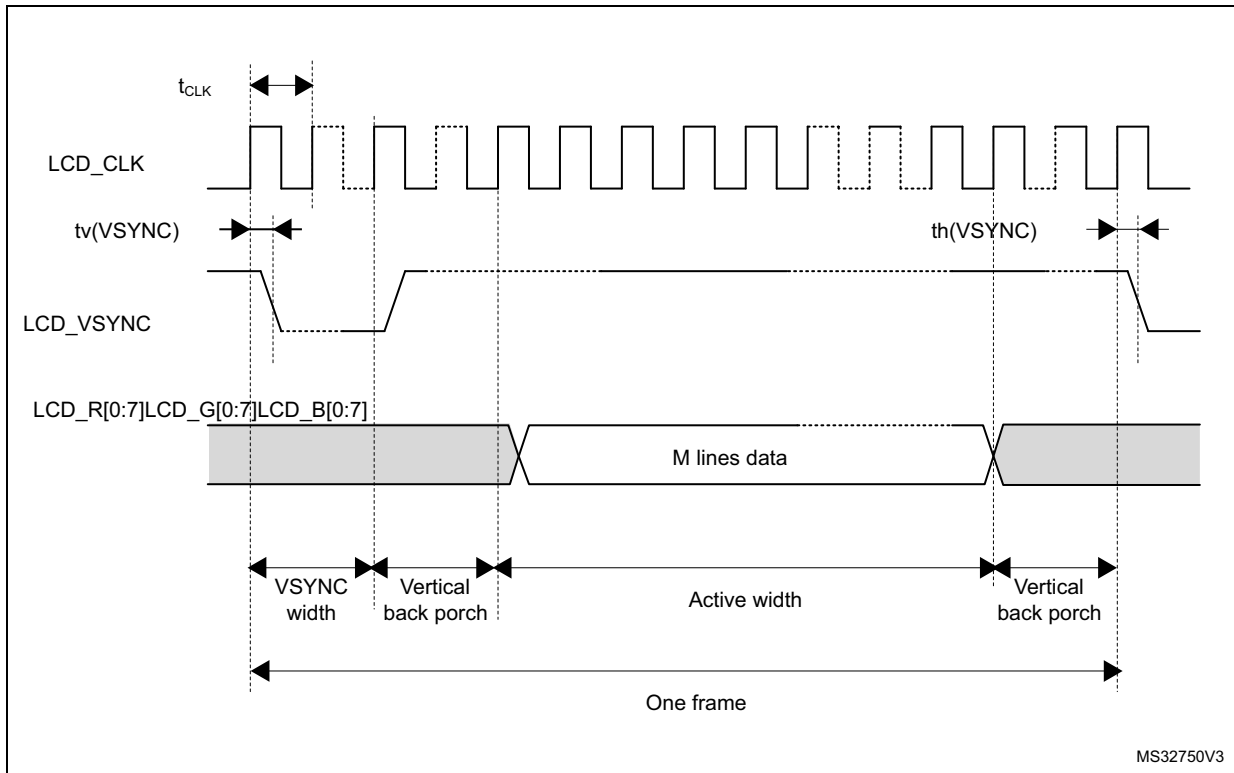 tCLK
LCD_CLK
tv(VSYNC)
th(VSYNC)
LCD_VSYNC
LCD_R[0:7]LCD_G[0:7]LCD_B[0:7]
M lines data
VSYNC
width
Vertical
back porch
Active width
Vertical
back porch
One frame
MS32750V3